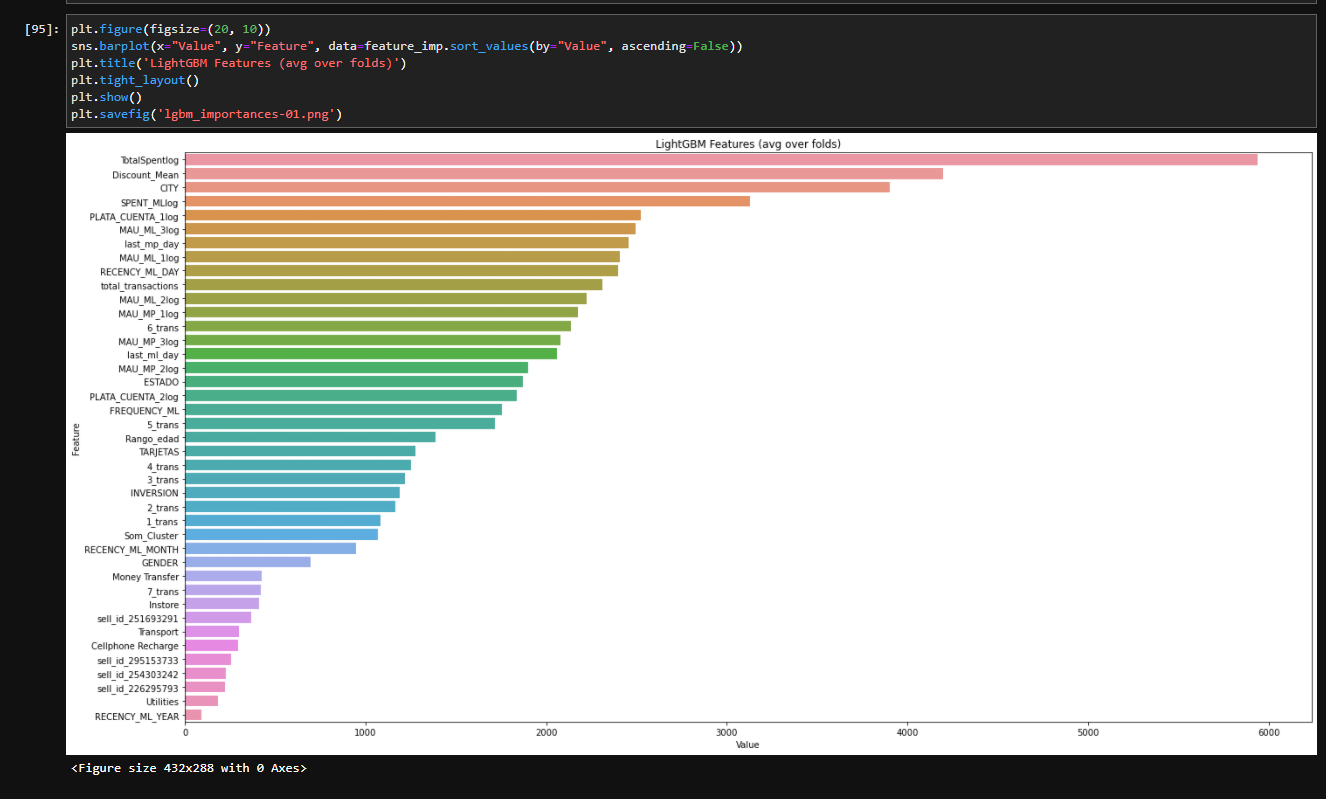 [95]:
plt.figure(figsize=(20, 10))
sns.barplot(x="Value", y="Feature", data=feature_imp.sort_values(by="Value", ascending=False))
plt.title('LightGBM Features (avg over folds)')
plt.tight_layout()
plt.show()
plt.savefig('lgbm_importances-01.png')
LightGBM Features (avg over folds)
TotalSpentlog
Discount_Mean
CITY
SPENT_MLlog
PLATA_CUENTA_1log
MAU_ML_3log
last_mp_day
MAU_ML_1log
RECENCY_ML_DAY
total_transactions
MAU_ML_2log
MAU_MP_1log
6_trans
MAU_MP_3log
last_ml_day
MAU_MP_2log
ESTADO
PLATA_CUENTA_2log
FREQUENCY_ML
5_trans
Rango_edad
TARJETAS
4_trans
3_trans
INVERSION
2_trans
1_trans
Som_Cluster
RECENCY_ML_MONTH
GENDER
Money Transfer
7_trans
Instore
sell_id_251693291
Transport
Cellphone Recharge
sell_id_295153733
sell_id_254303242
sell_id_226295793
Utilities
RECENCY_ML_YEAR
Feature
0 1000 2000 3000 4000 5000 6000
Value
<Figure size 432x288 with 0 Axes>